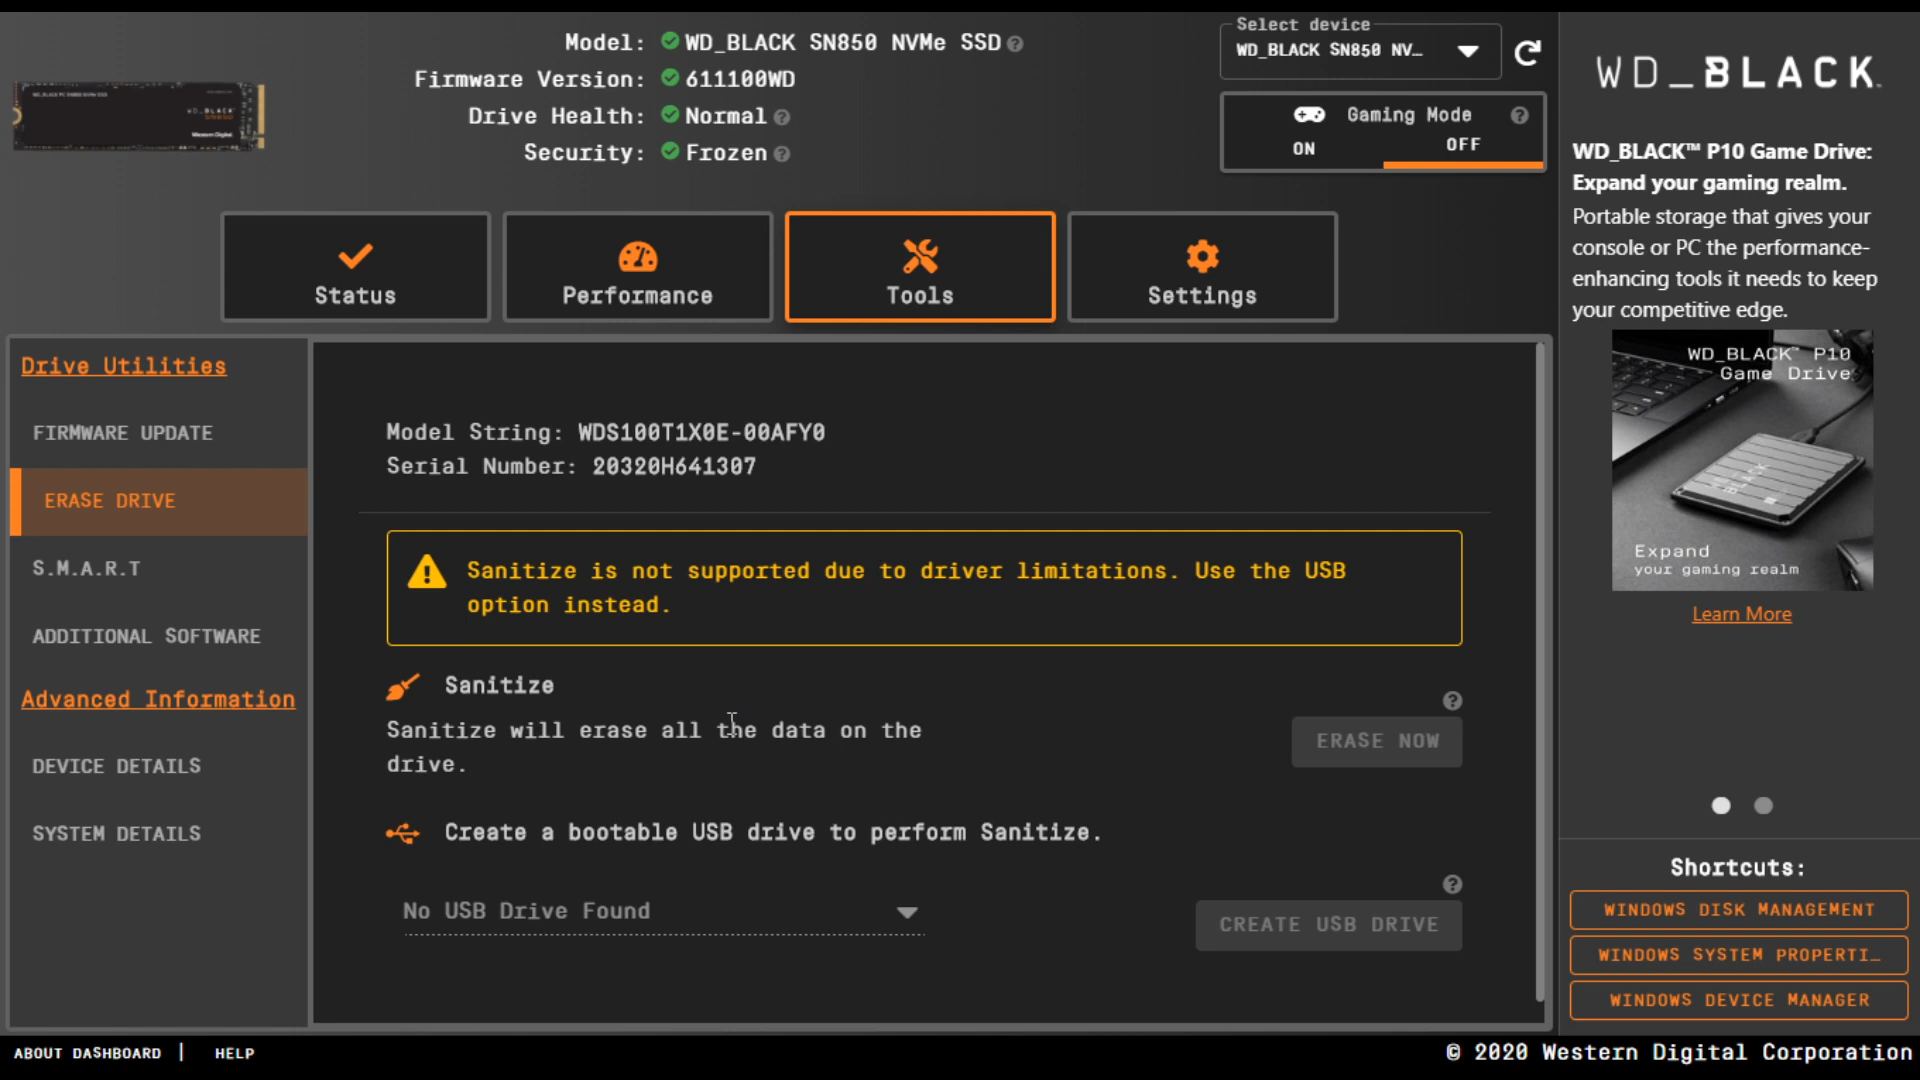 Model: WD_BLACK SN850 NVMe SSD
Firmware Version: 611100WD
Drive Health: Normal
Security: Frozen
Select device
WD_BLACK SN850 NV…
Gaming Mode
ON OFF
Status
Performance
Tools
Settings
Drive Utilities
FIRMWARE UPDATE
ERASE DRIVE
S.M.A.R.T
ADDITIONAL SOFTWARE
Advanced Information
DEVICE DETAILS
SYSTEM DETAILS
Model String: WDS100T1X0E-00AFY0
Serial Number: 20320H641307
Sanitize is not supported due to driver limitations. Use the USB
option instead.
Sanitize
Sanitize will erase all the data on the
drive.
ERASE NOW
Create a bootable USB drive to perform Sanitize.
No USB Drive Found
CREATE USB DRIVE
WD_BLACK
WD_BLACK™ P10 Game Drive:
Expand your gaming realm.
Portable storage that gives your
console or PC the performance-
enhancing tools it needs to keep
your competitive edge.
WD_BLACK™ P10
Game Drive
Expand
your gaming realm
Learn More
Shortcuts:
WINDOWS DISK MANAGEMENT
WINDOWS SYSTEM PROPERTI…
WINDOWS DEVICE MANAGER
ABOUT DASHBOARD | HELP
© 2020 Western Digital Corporation